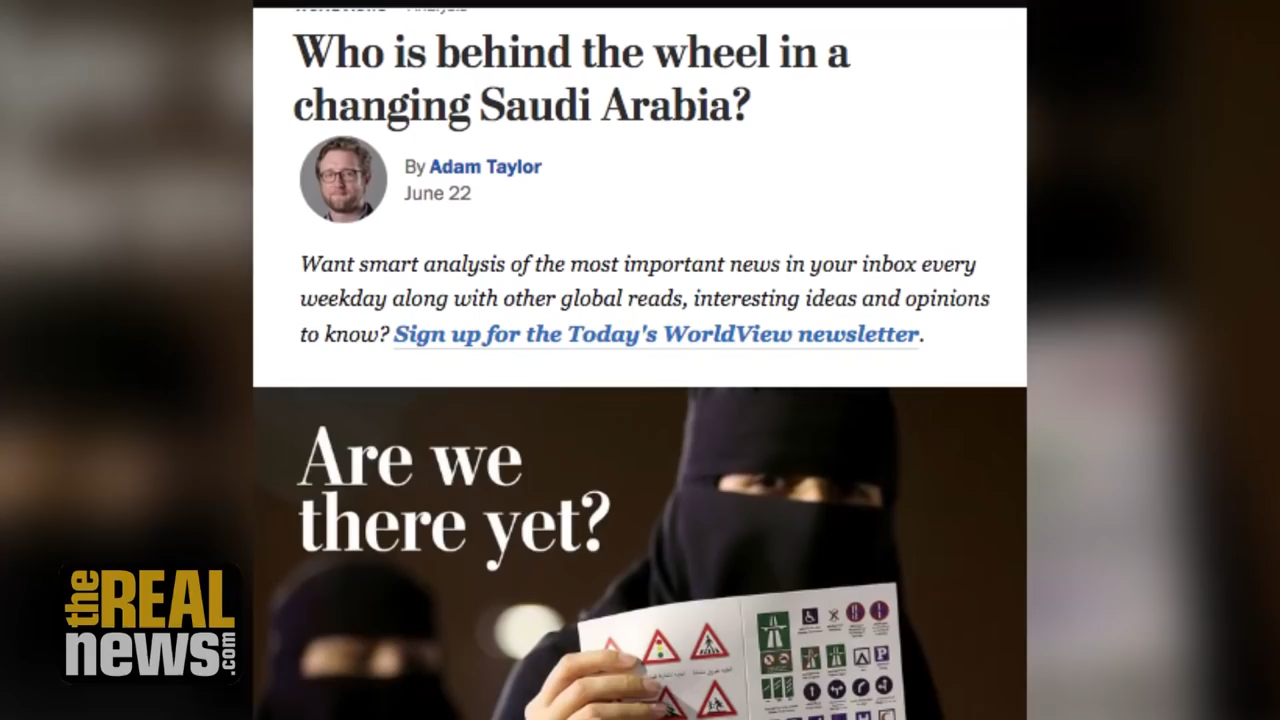 Who is behind the wheel in a
changing Saudi Arabia?
By Adam Taylor
June 22
Want smart analysis of the most important news in your inbox every
weekday along with other global reads, interesting ideas and opinions
to know? Sign up for the Today's WorldView newsletter.
Are we
there yet?
the REAL
news.com